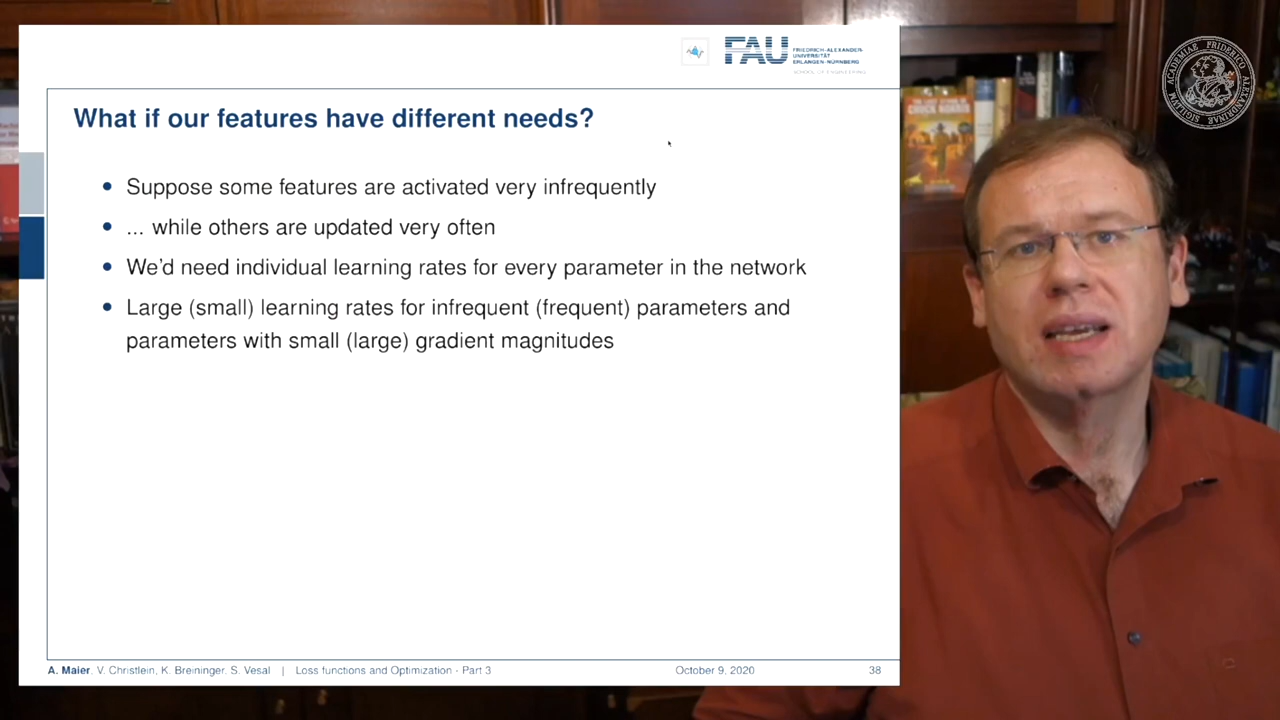 FAU FRIEDRICH-ALEXANDER-
UNIVERSITÄT
ERLANGEN-NÜRNBERG
What if our features have different needs?
• Suppose some features are activated very infrequently
• ... while others are updated very often
• We'd need individual learning rates for every parameter in the network
• Large (small) learning rates for infrequent (frequent) parameters and
parameters with small (large) gradient magnitudes
A. Maier, V. Christlein, K. Breininger, S. Vesal | Loss functions and Optimization - Part 3 October 9, 2020 38
CHUCK NORRIS